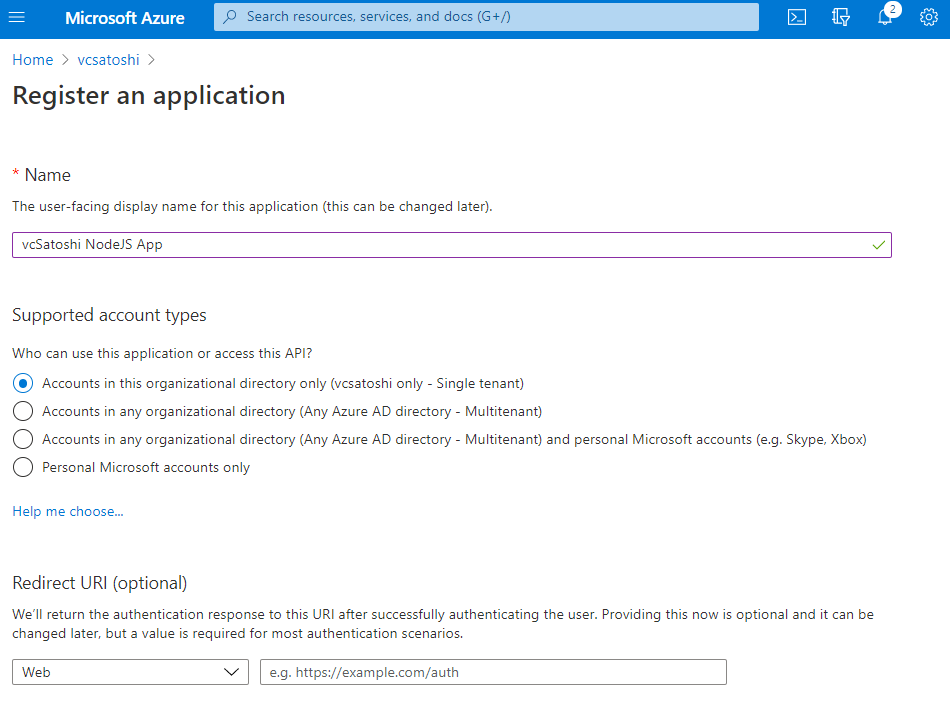 Microsoft Azure
Search resources, services, and docs (G+/)
2
Home > vcsatoshi >
Register an application
* Name
The user-facing display name for this application (this can be changed later).
vcSatoshi NodeJS App
Supported account types
Who can use this application or access this API?
Accounts in this organizational directory only (vcsatoshi only - Single tenant)
Accounts in any organizational directory (Any Azure AD directory - Multitenant)
Accounts in any organizational directory (Any Azure AD directory - Multitenant) and personal Microsoft accounts (e.g. Skype, Xbox)
Personal Microsoft accounts only
Help me choose...
Redirect URI (optional)
We'll return the authentication response to this URI after successfully authenticating the user. Providing this now is optional and it can be
changed later, but a value is required for most authentication scenarios.
Web
e.g. https://example.com/auth